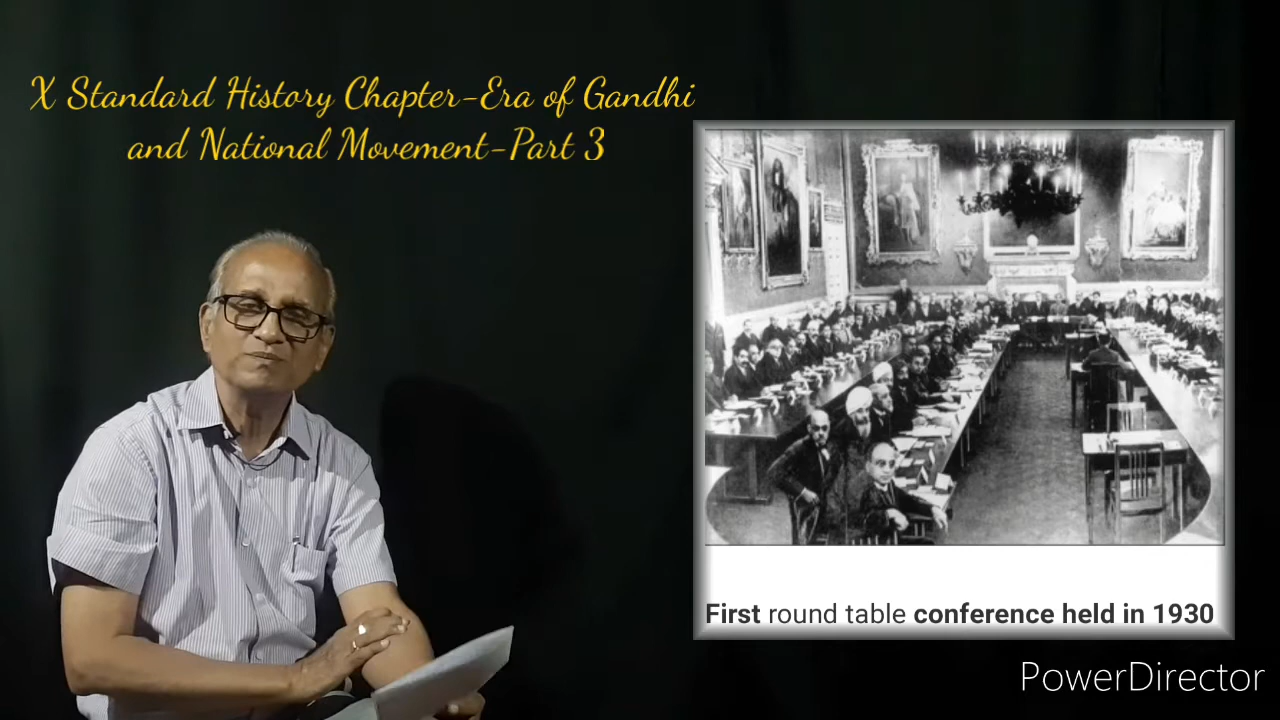 X Standard History Chapter-Era of Gandhi
and National Movement-Part 3
First round table conference held in 1930
PowerDirector